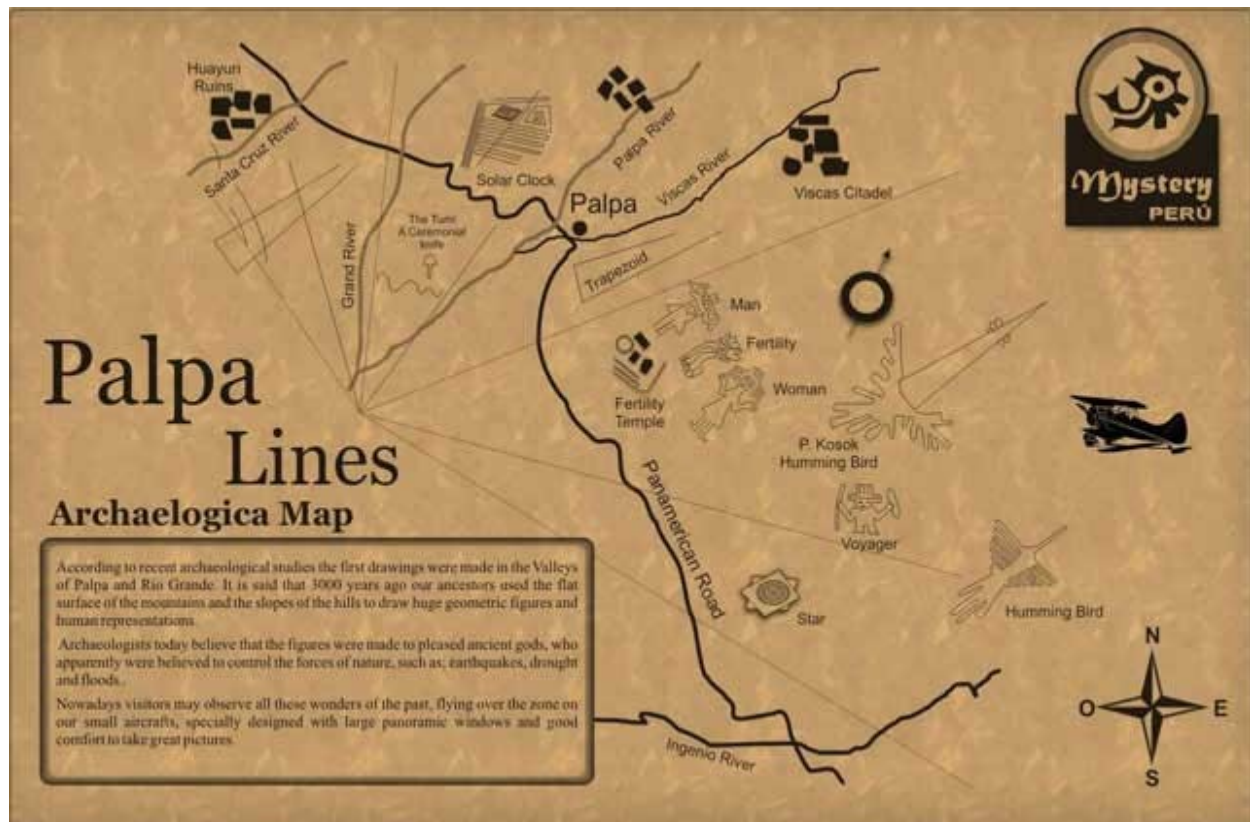 Huayuri
Ruins
Santa Cruz River
Grand River
Solar Clock
The Tumi
A Ceremonial
knife
Palpa River
Palpa
Viscas River
Viscas Citadel
Mystery
PERÚ
Trapezoid
Man
Fertility
Woman
Fertility
Temple
P. Kosok
Humming Bird
Voyager
Star
Humming Bird
Panamerican Road
Ingenio River
Palpa
Lines
Archaelogica Map
According to recent archaeological studies the first drawings were made in the Valleys
of Palpa and Rio Grande. It is said that 3000 years ago our ancestors used the flat
surface of the mountains and the slopes of the hills to draw huge geometric figures and
human representations.
Archaeologists today believe that the figures were made to pleased ancient gods, who
apparently were believed to control the forces of nature, such as; earthquakes, drought
and floods..
Nowadays visitors may observe all these wonders of the past, flying over the zone on
our small aircrafts, specially designed with large panoramic windows and good
comfort to take great pictures.
N
O
E
S